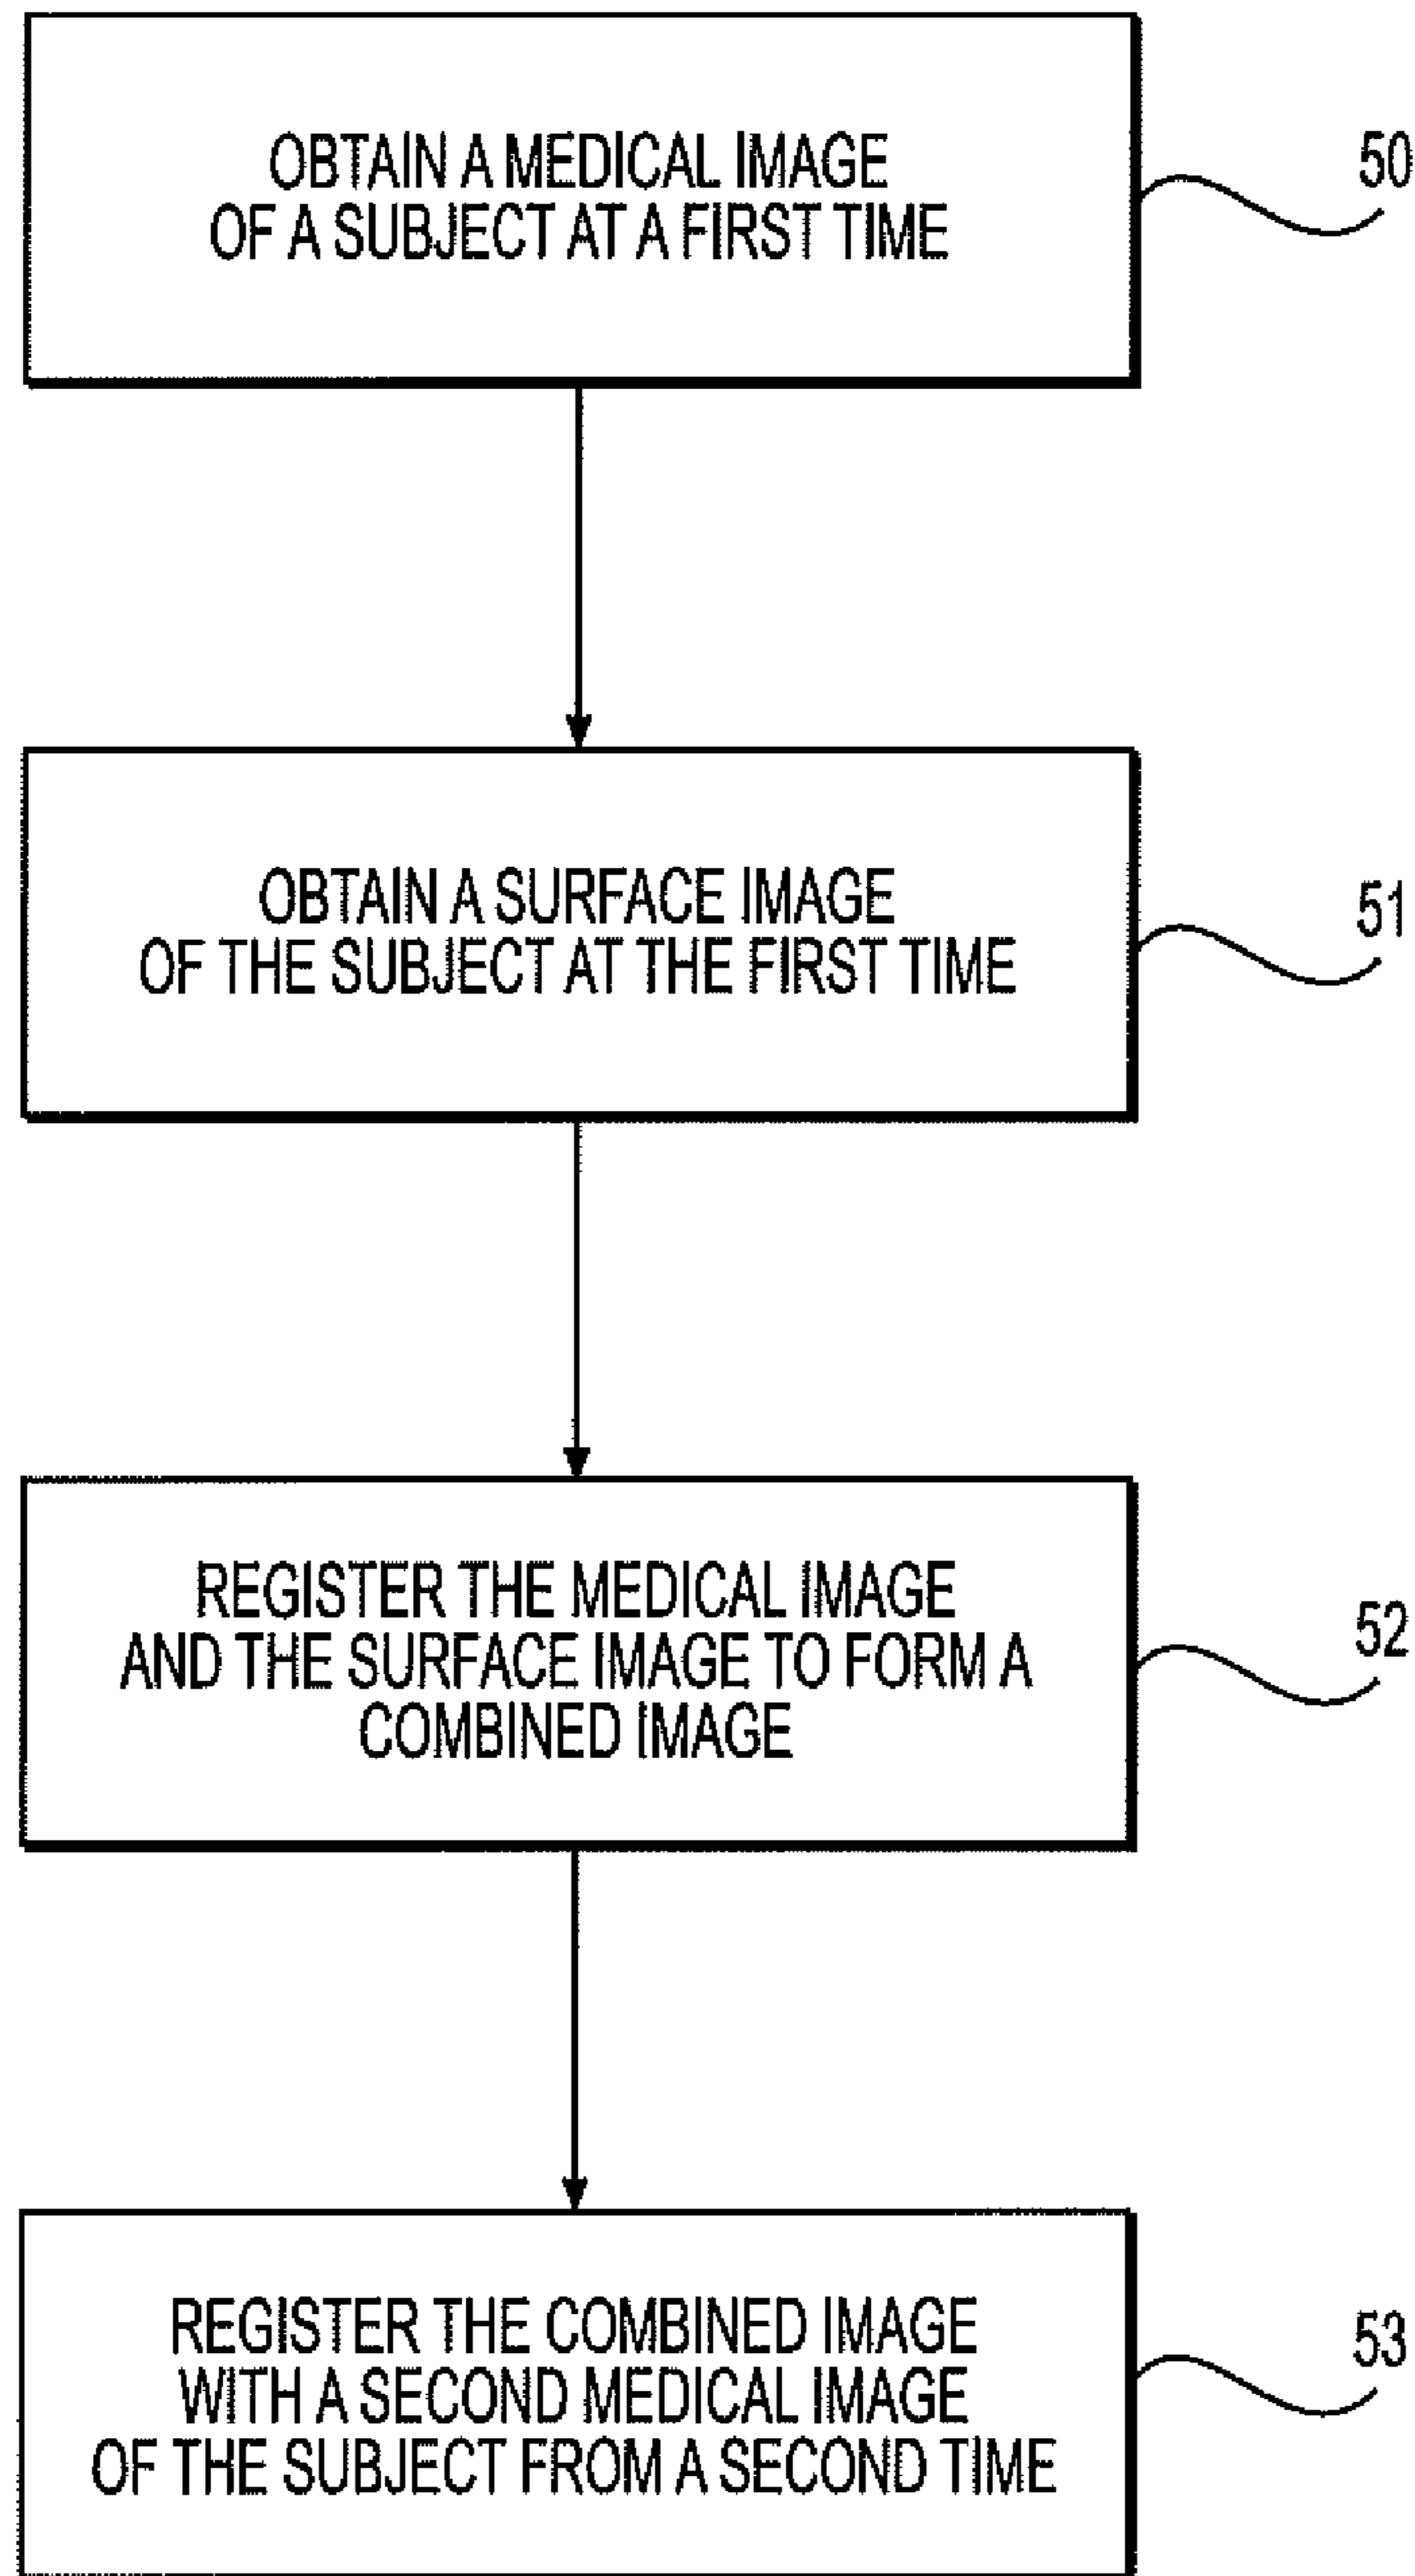 OBTAIN A MEDICAL IMAGE
OF A SUBJECT AT A FIRST TIME
50
OBTAIN A SURFACE IMAGE
OF THE SUBJECT AT THE FIRST TIME
51
REGISTER THE MEDICAL IMAGE
AND THE SURFACE IMAGE TO FORM A
COMBINED IMAGE
52
REGISTER THE COMBINED IMAGE
WITH A SECOND MEDICAL IMAGE
OF THE SUBJECT FROM A SECOND TIME
53